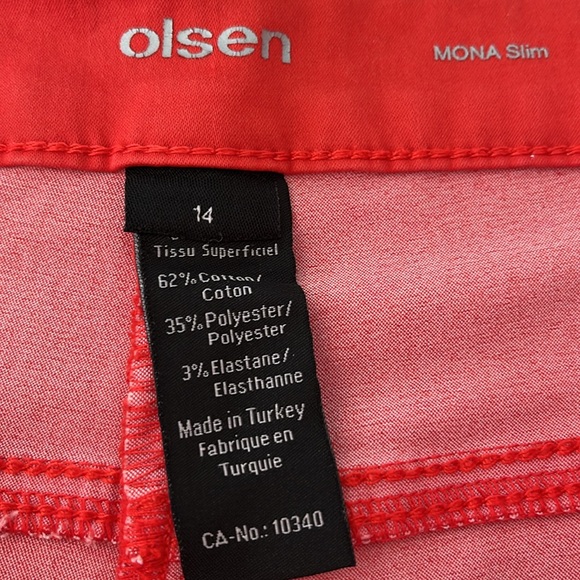 olsen
MONA Slim
14
Tissu Superficiel
62% Cotton/
Coton
35% Polyester/
Polyester
3% Elastane/
Elasthanne
Made in Turkey
Fabrique en
Turquie
CA-No.: 10340